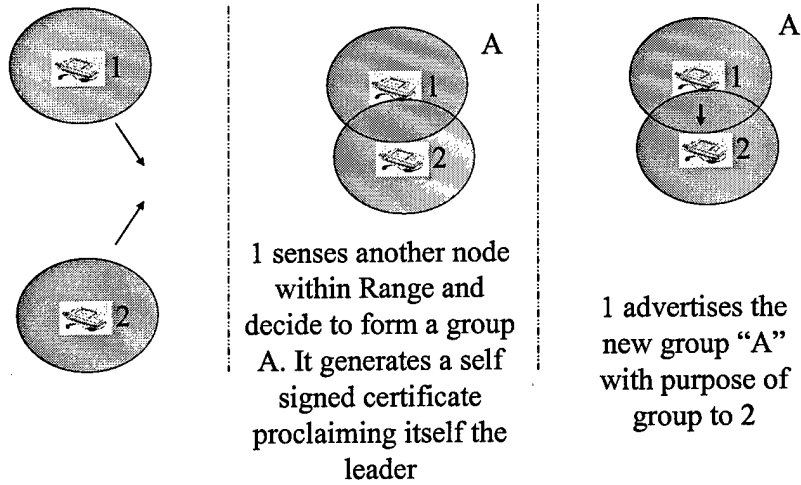 1
2
A
1
2
1 senses another node
within Range and
decide to form a group
A. It generates a self
signed certificate
proclaiming itself the
leader
A
1
2
1 advertises the
new group “A”
with purpose of
group to 2